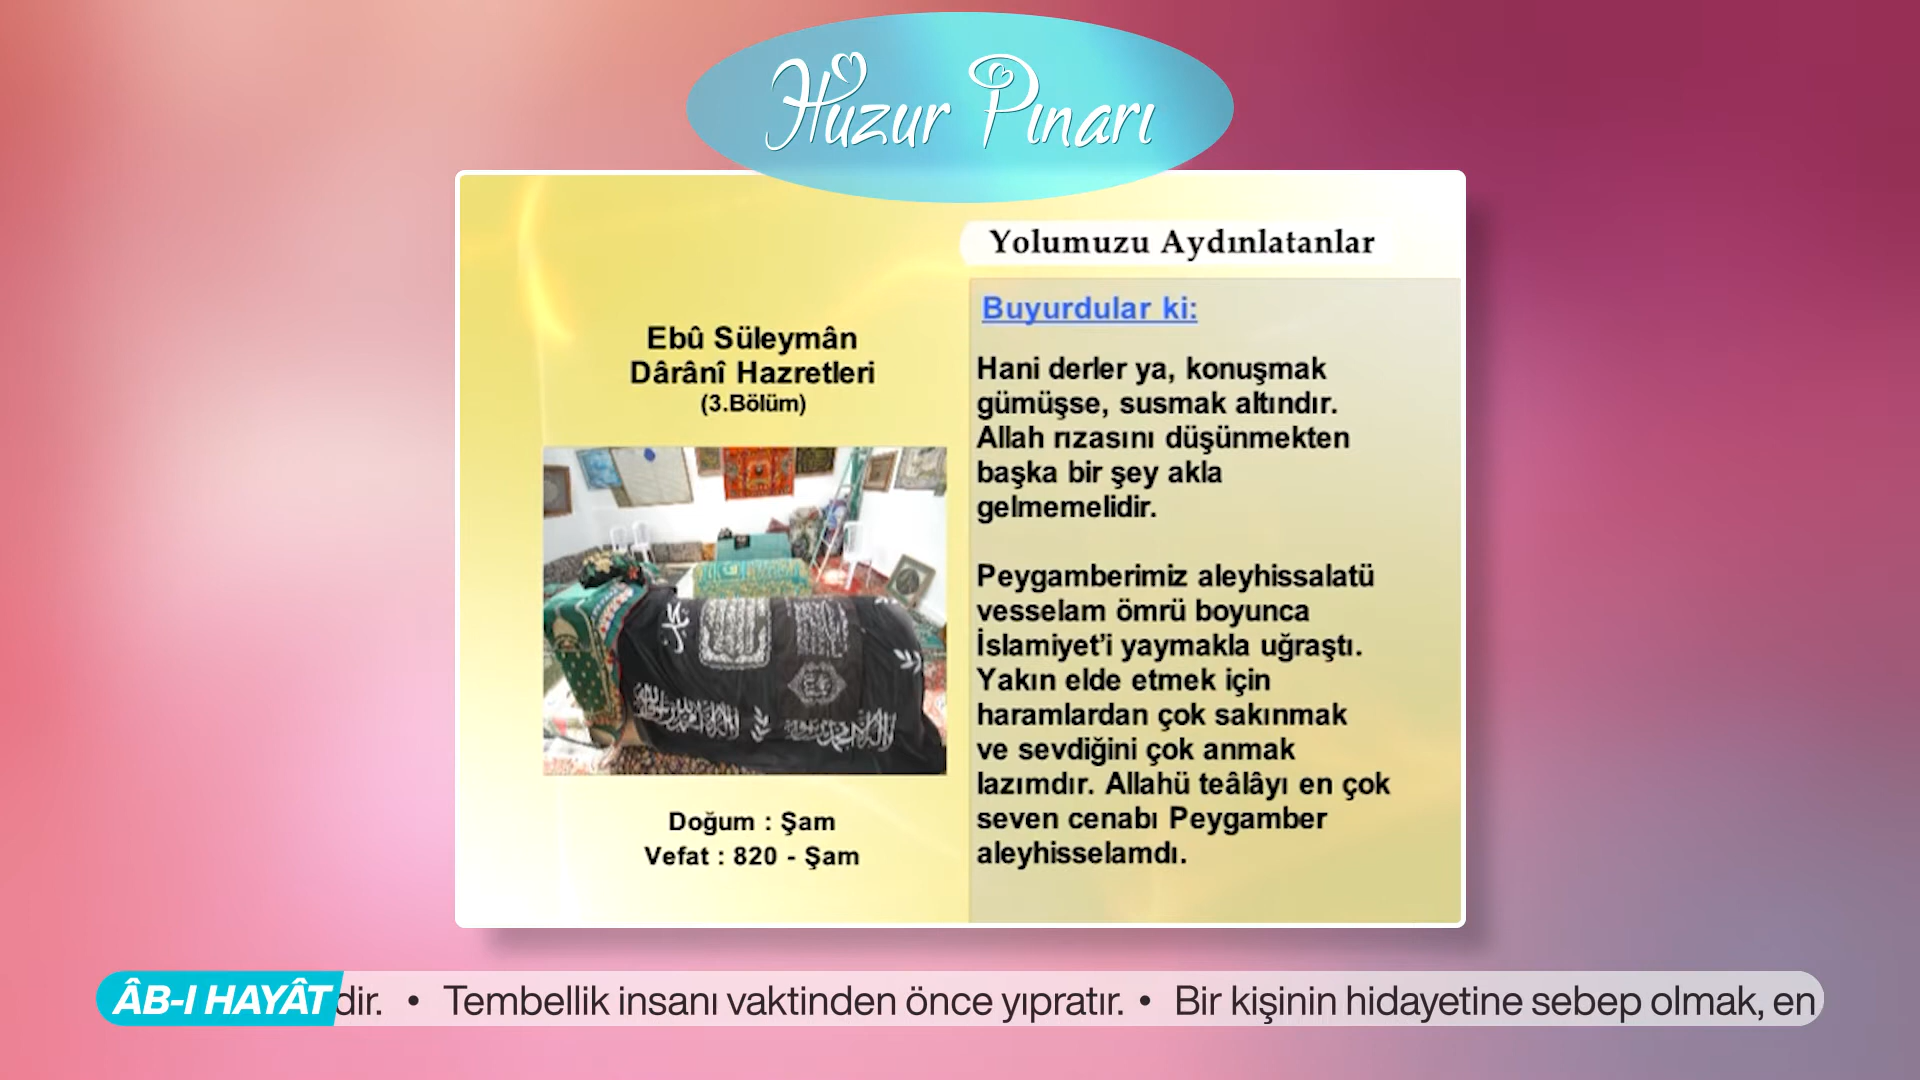 Huzur Pınarı
Yolumuzu Aydınlatanlar
Ebû Süleymân
Dârânî Hazretleri
(3.Bölüm)
Doğum : Şam
Vefat : 820 - Şam
Buyurdular ki:
Hani derler ya, konuşmak
gümüşse, susmak altındır.
Allah rızasını düşünmekten
başka bir şey akla
gelmemelidir.
Peygamberimiz aleyhissalatü
vesselam ömrü boyunca
İslamiyet'i yaymakla uğraştı.
Yakın elde etmek için
haramlardan çok sakınmak
ve sevdiğini çok anmak
lazımdır. Allahü teâlâyı en çok
seven cenabı Peygamber
aleyhisselamdı.
ÂB-I HAYÂT dir. • Tembellik insanı vaktinden önce yıpratır. • Bir kişinin hidayetine sebep olmak, en